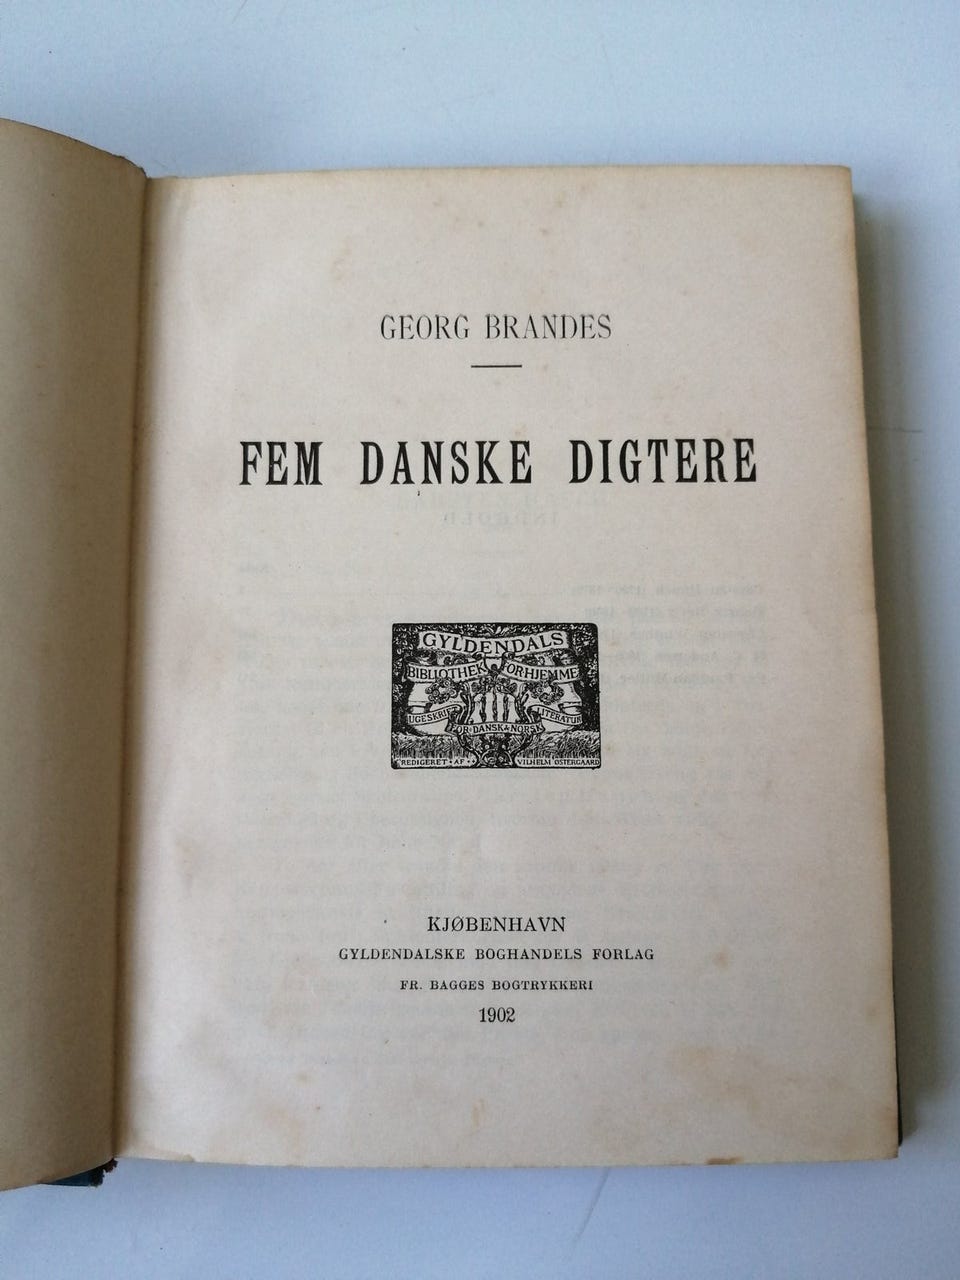 GEORG BRANDES
FEM DANSKE DIGTERE
GYLDENDALS
BIBLIOTHEK FOR HJEMMET
UGESKRIFT
LITERATUR
FOR DANSK & NORSK
REDIGERET · AF · VILHELM ØSTERGAARD
KJØBENHAVN
GYLDENDALSKE BOGHANDELS FORLAG
FR. BAGGES BOGTRYKKERI
1902